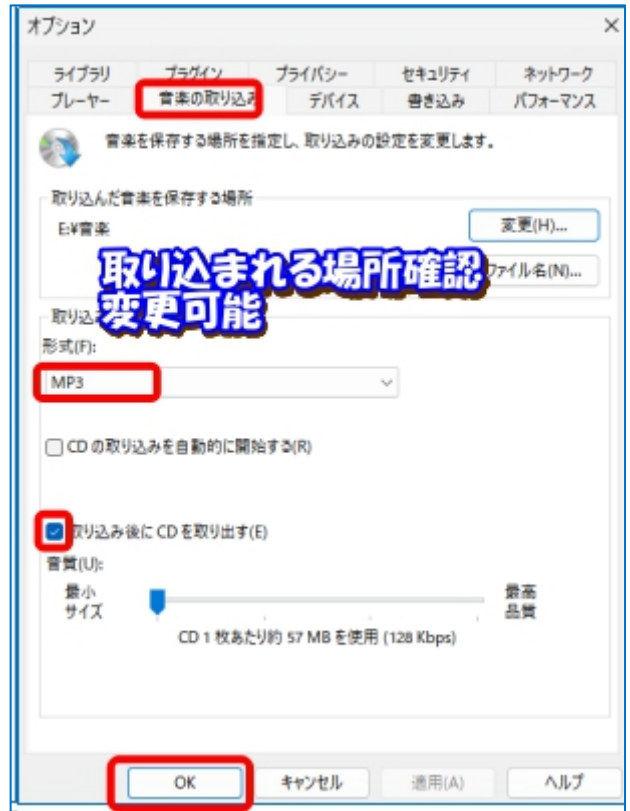 オプション
ライブラリ プラグイン プライバシー セキュリティ ネットワーク
プレーヤー 音楽の取り込み デバイス 書き込み パフォーマンス
音楽を保存する場所を指定し、取り込みの設定を変更します。
取り込んだ音楽を保存する場所
E:¥音楽
変更(H)...
取り込まれる場所確認
ファイル名(N)...
変更可能
取り込
形式(F):
MP3
CD の取り込みを自動的に開始する(R)
取り込み後に CD を取り出す(E)
音質(U):
最小
サイズ
最高
品質
CD 1 枚あたり約 57 MB を使用 (128 Kbps)
OK キャンセル 適用(A) ヘルプ